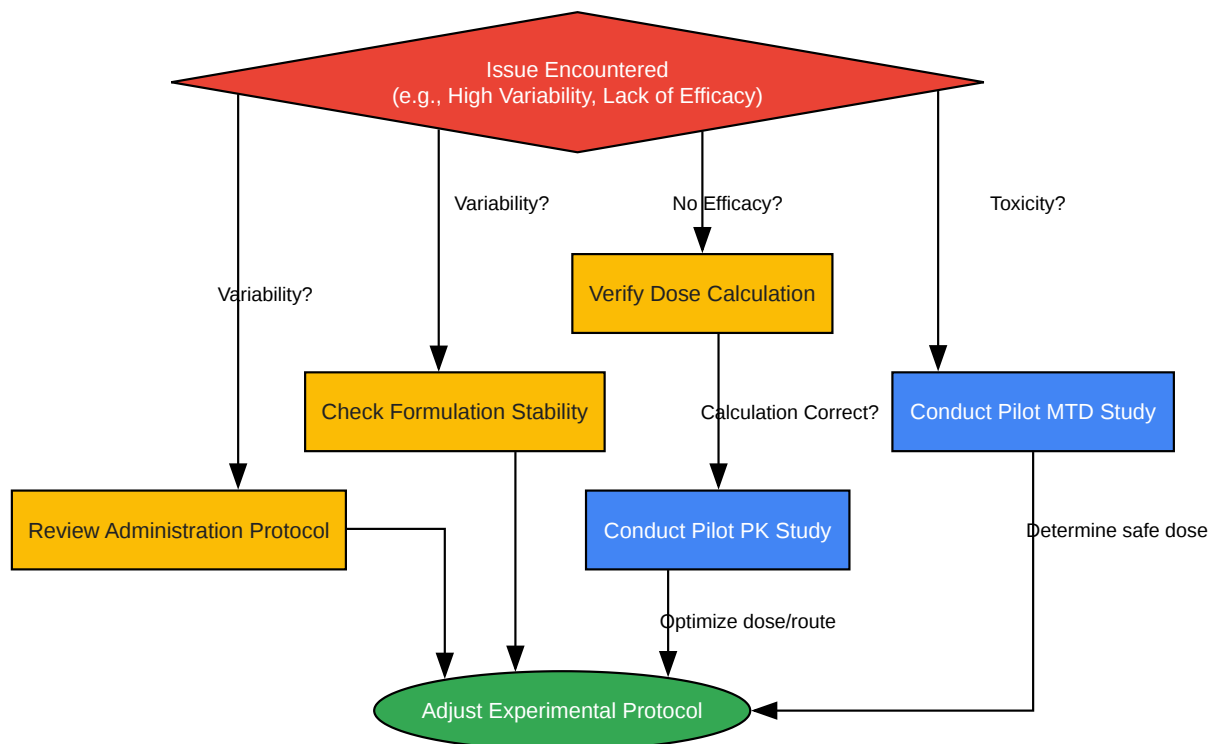 Issue Encountered
(e.g., High Variability, Lack of Efficacy)
Variability?
No Efficacy?
Toxicity?
Variability?
Verify Dose Calculation
Check Formulation Stability
Calculation Correct?
Conduct Pilot MTD Study
Review Administration Protocol
Conduct Pilot PK Study
Determine safe dose
Optimize dose/route
Adjust Experimental Protocol